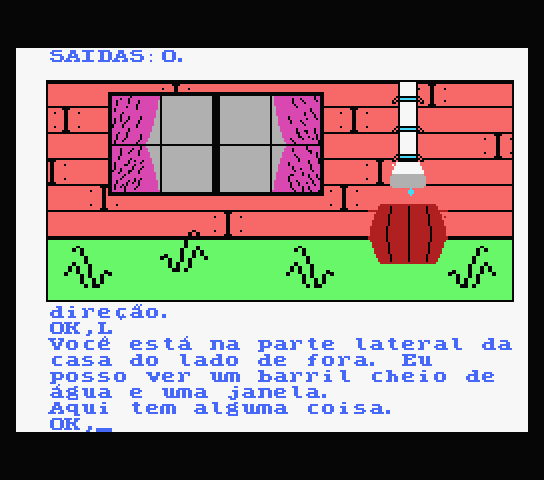 SAIDAS: O.
direção.
OK,L
Você está na parte lateral da
casa do lado de fora. Eu
posso ver um barril cheio de
água e uma janela.
Aqui tem alguma coisa.
OK,_